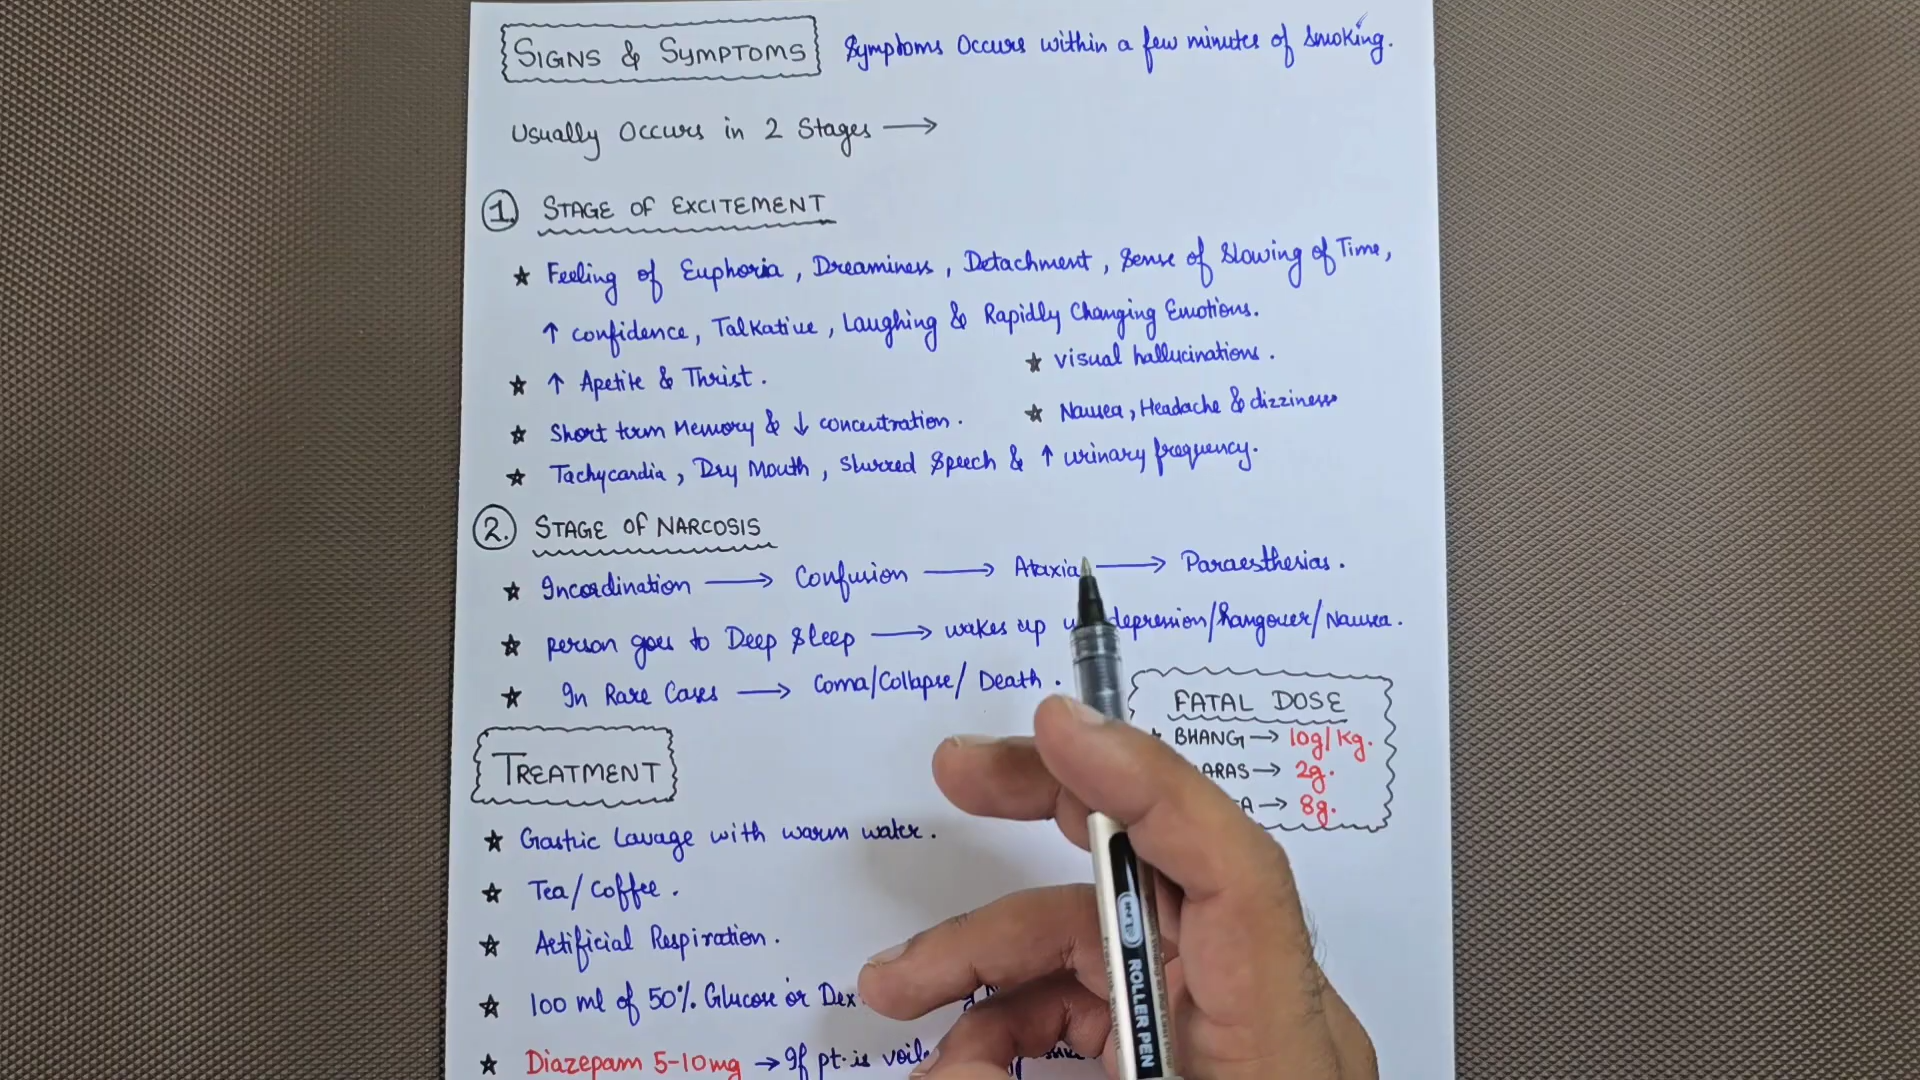 SIGNS & SYMPTOMS Symptoms Occurs within a few minutes of smoking.
Usually Occurs in 2 Stages →
1. STAGE OF EXCITEMENT
★ Feeling of Euphoria, Dreaminess, Detachment, Sense of Slowing of Time,
↑ confidence, Talkative, Laughing & Rapidly Changing Emotions.
★ ↑ Apetite & Thrist.
★ visual hallucinations.
★ Short term Memory & ↓ concentration.
★ Nausea, Headache & dizziness
★ Tachycardia, Dry Mouth, Slurred Speech & ↑ urinary frequency.
2. STAGE OF NARCOSIS
★ Incordination → Confusion → Ataxia → Paraesthesias.
★ person goes to Deep Sleep → wakes up depression/hangover/Nausea.
★ In Rare Cases → Coma/Collapse/Death.
FATAL DOSE
BHANG → 10g/kg.
ARAS → 2g.
A → 8g.
TREATMENT
★ Gastric Lavage with warm water.
★ Tea/Coffee.
★ Artificial Respiration.
★ 100 ml of 50% Glucose or Dex
★ Diazepam 5-10mg → If pt. is
ROLLER PEN